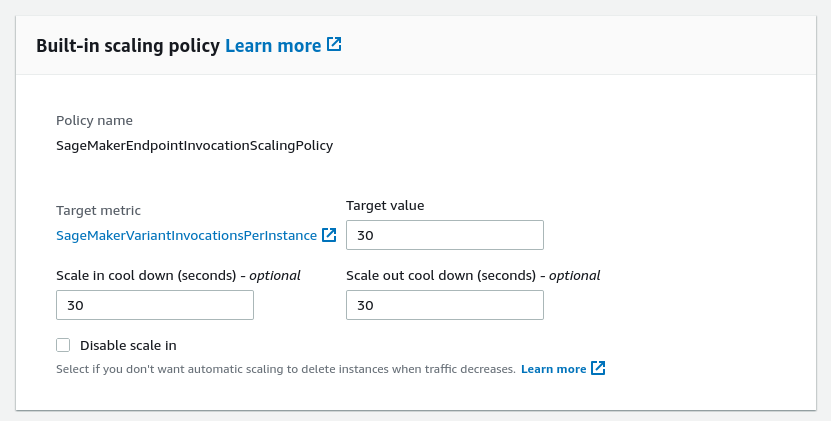 Built-in scaling policy Learn more
Policy name
SageMakerEndpointInvocationScalingPolicy
Target metric
SageMakerVariantInvocationsPerInstance
Target value
30
Scale in cool down (seconds) - optional
30
Scale out cool down (seconds) - optional
30
Disable scale in
Select if you don't want automatic scaling to delete instances when traffic decreases. Learn more